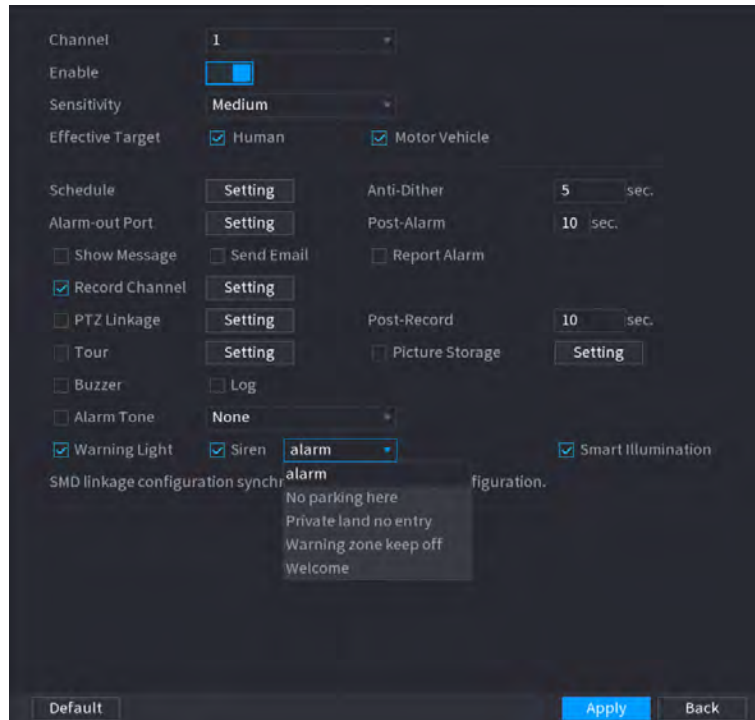 Channel 1
Enable
Sensitivity Medium
Effective Target Human Motor Vehicle
Schedule Setting Anti-Dither 5 sec.
Alarm-out Port Setting Post-Alarm 10 sec.
Show Message Send Email Report Alarm
Record Channel Setting
PTZ Linkage Setting Post-Record 10 sec.
Tour Setting Picture Storage Setting
Buzzer Log
Alarm Tone None
Warning Light Siren alarm Smart Illumination
SMD linkage configuration synchr figuration.
alarm
No parking here
Private land no entry
Warning zone keep off
Welcome
Default Apply Back